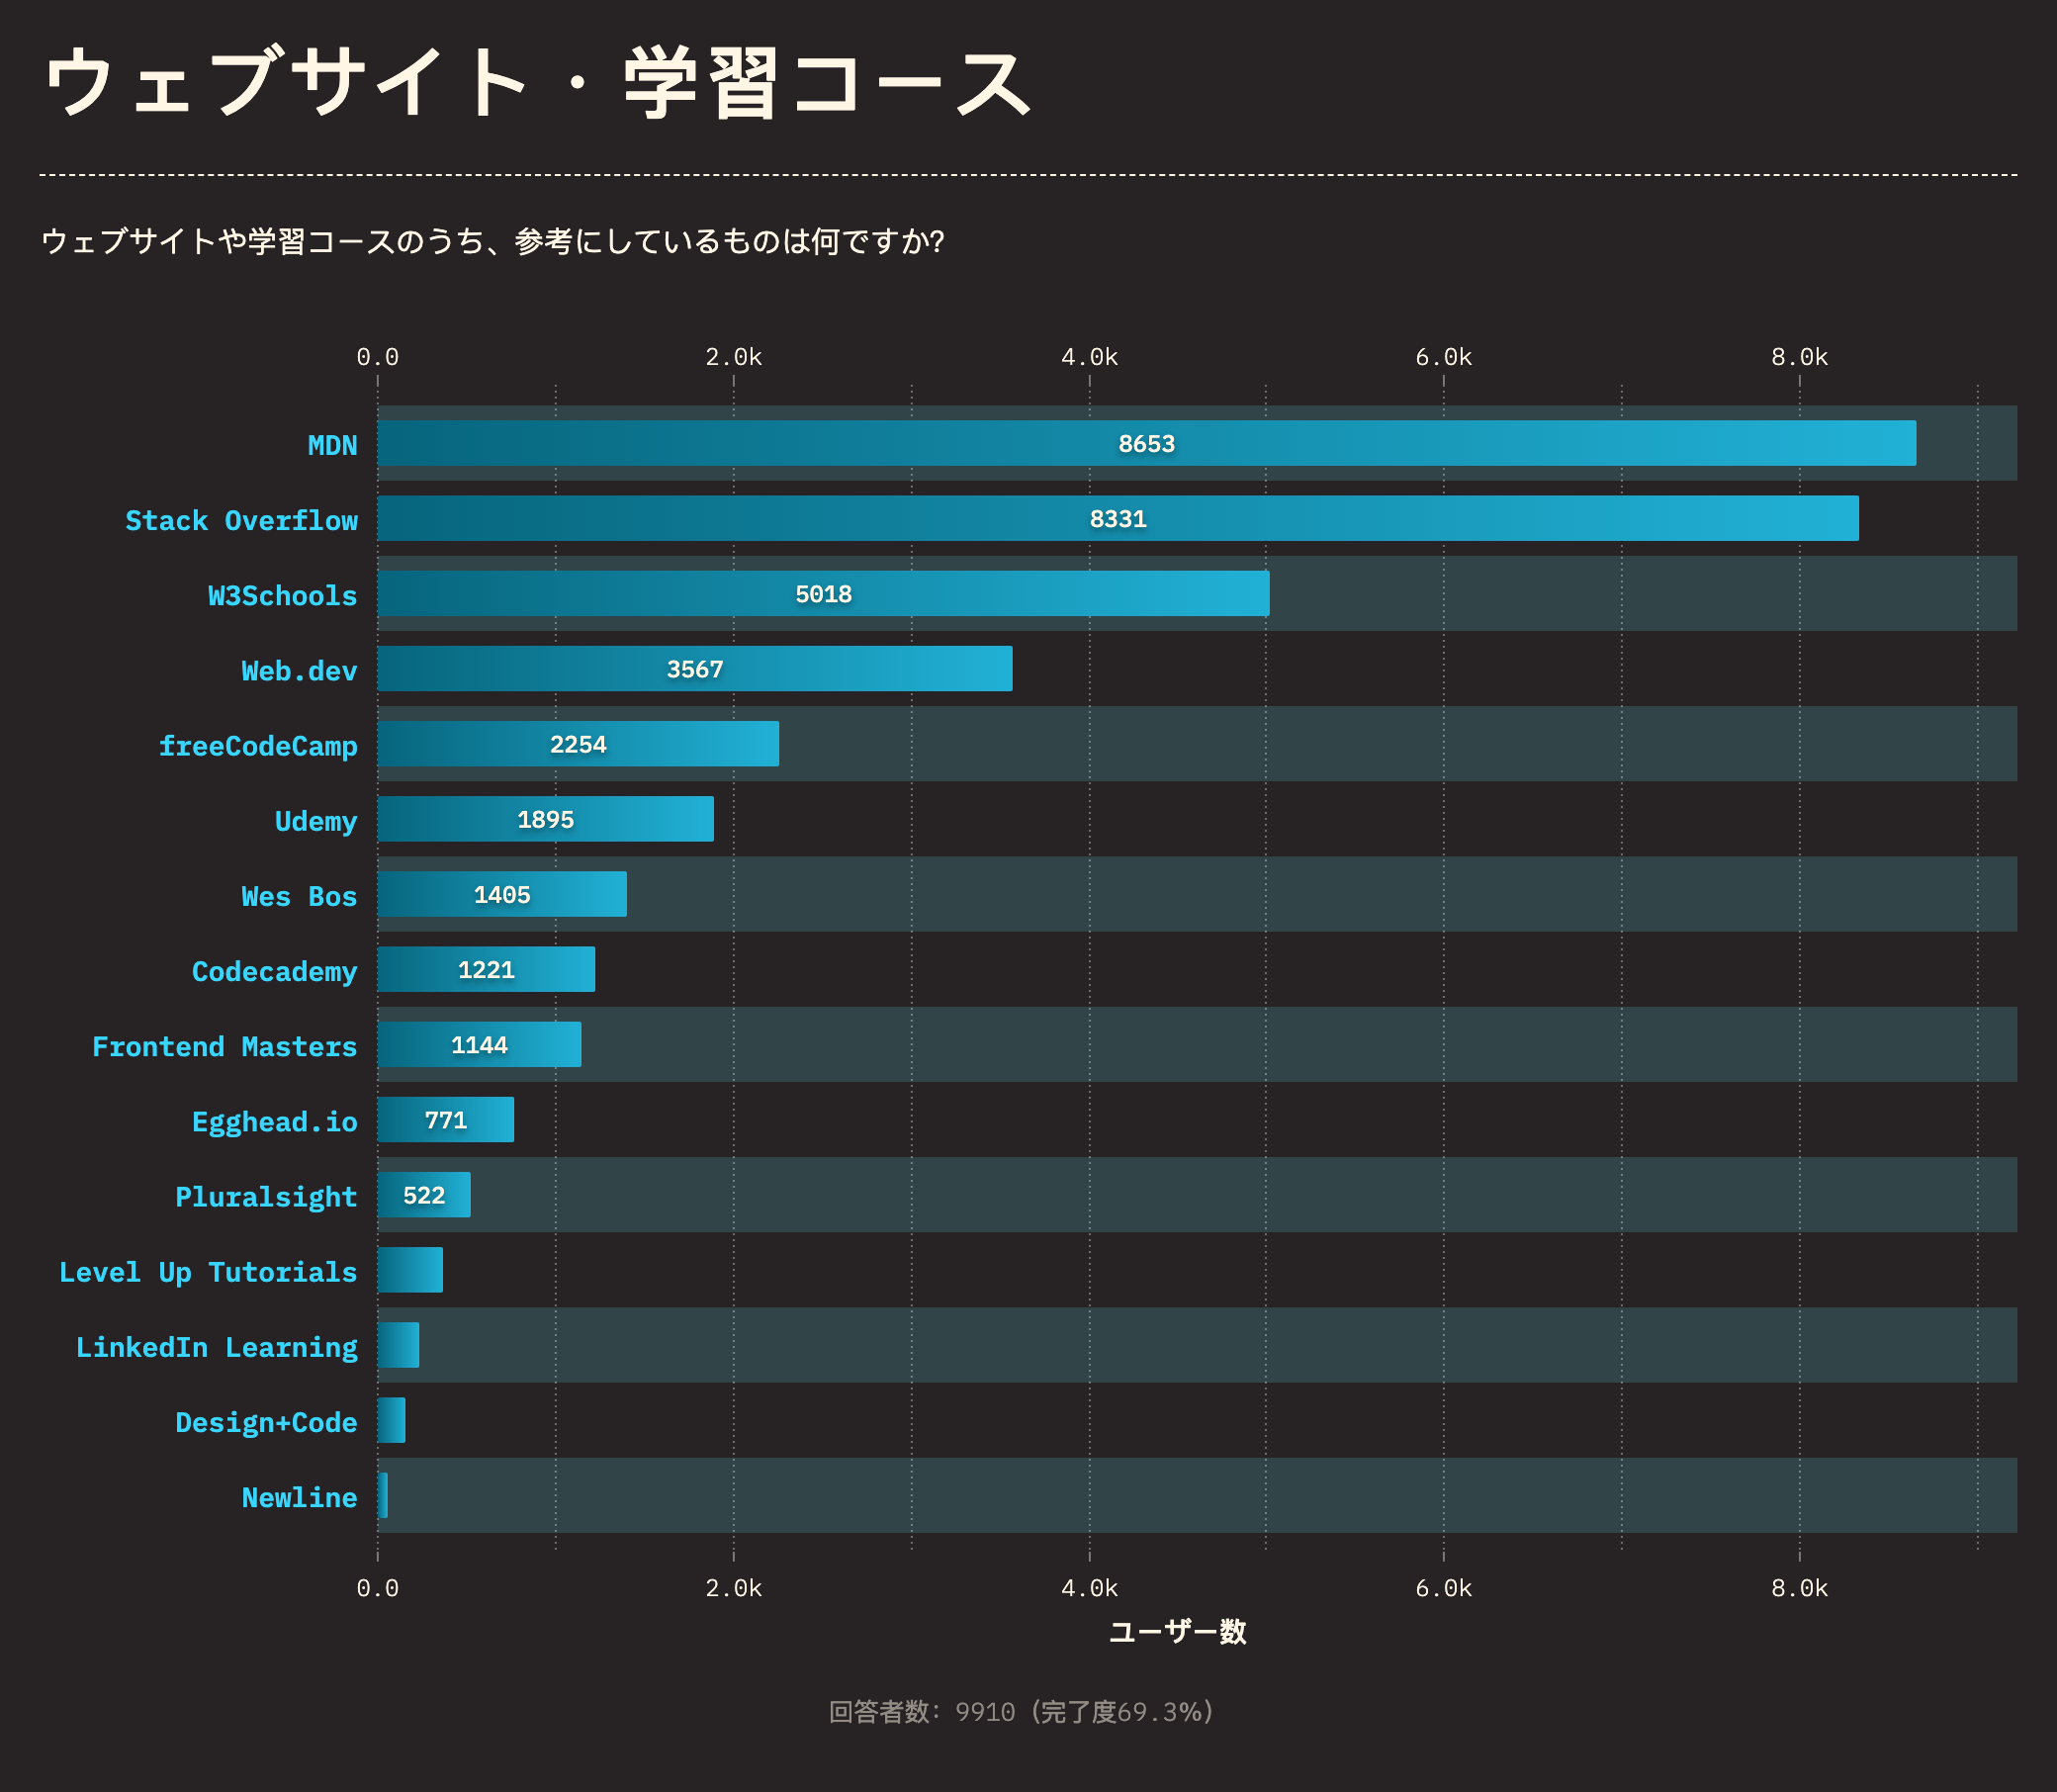 ウェブサイト・学習コース
ウェブサイトや学習コースのうち、参考にしているものは何ですか?
0.0 2.0k 4.0k 6.0k 8.0k
MDN 8653
Stack Overflow 8331
W3Schools 5018
Web.dev 3567
freeCodeCamp 2254
Udemy 1895
Wes Bos 1405
Codecademy 1221
Frontend Masters 1144
Egghead.io 771
Pluralsight 522
Level Up Tutorials
LinkedIn Learning
Design+Code
Newline
0.0 2.0k 4.0k 6.0k 8.0k
ユーザー数
回答者数: 9910 (完了度69.3%)